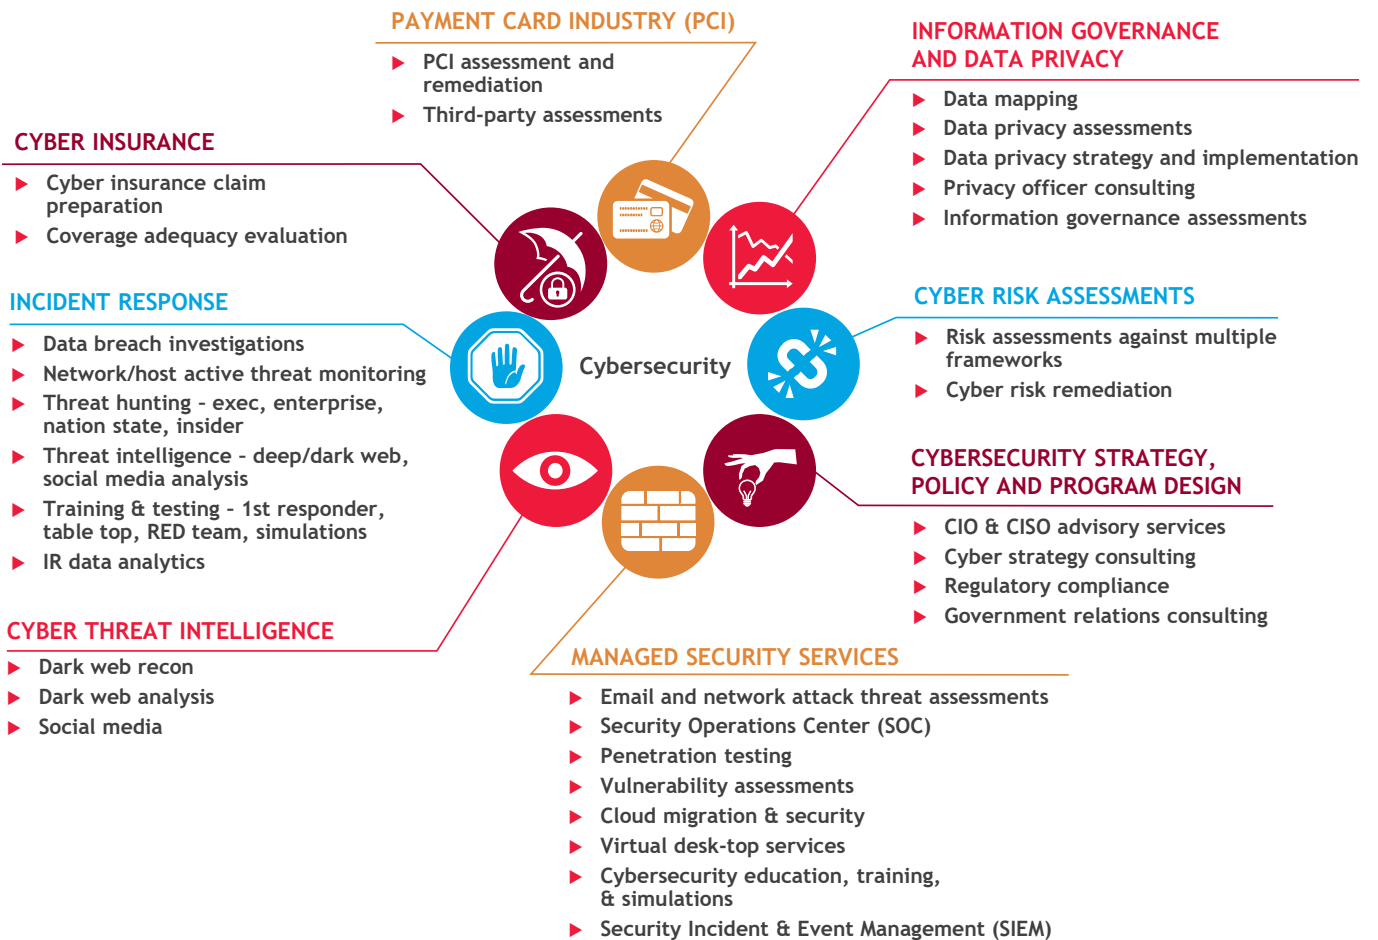 PAYMENT CARD INDUSTRY (PCI)
PCI assessment and
remediation
Third-party assessments
INFORMATION GOVERNANCE
AND DATA PRIVACY
Data mapping
Data privacy assessments
Data privacy strategy and implementation
Privacy officer consulting
Information governance assessments
CYBER INSURANCE
Cyber insurance claim
preparation
Coverage adequacy evaluation
INCIDENT RESPONSE
Data breach investigations
Network/host active threat monitoring
Threat hunting – exec, enterprise,
nation state, insider
Threat intelligence – deep/dark web,
social media analysis
Training & testing – 1st responder,
table top, RED team, simulations
IR data analytics
Cybersecurity
CYBER RISK ASSESSMENTS
Risk assessments against multiple
frameworks
Cyber risk remediation
CYBERSECURITY STRATEGY,
POLICY AND PROGRAM DESIGN
CIO & CISO advisory services
Cyber strategy consulting
Regulatory compliance
Government relations consulting
CYBER THREAT INTELLIGENCE
Dark web recon
Dark web analysis
Social media
MANAGED SECURITY SERVICES
Email and network attack threat assessments
Security Operations Center (SOC)
Penetration testing
Vulnerability assessments
Cloud migration & security
Virtual desk-top services
Cybersecurity education, training,
& simulations
Security Incident & Event Management (SIEM)